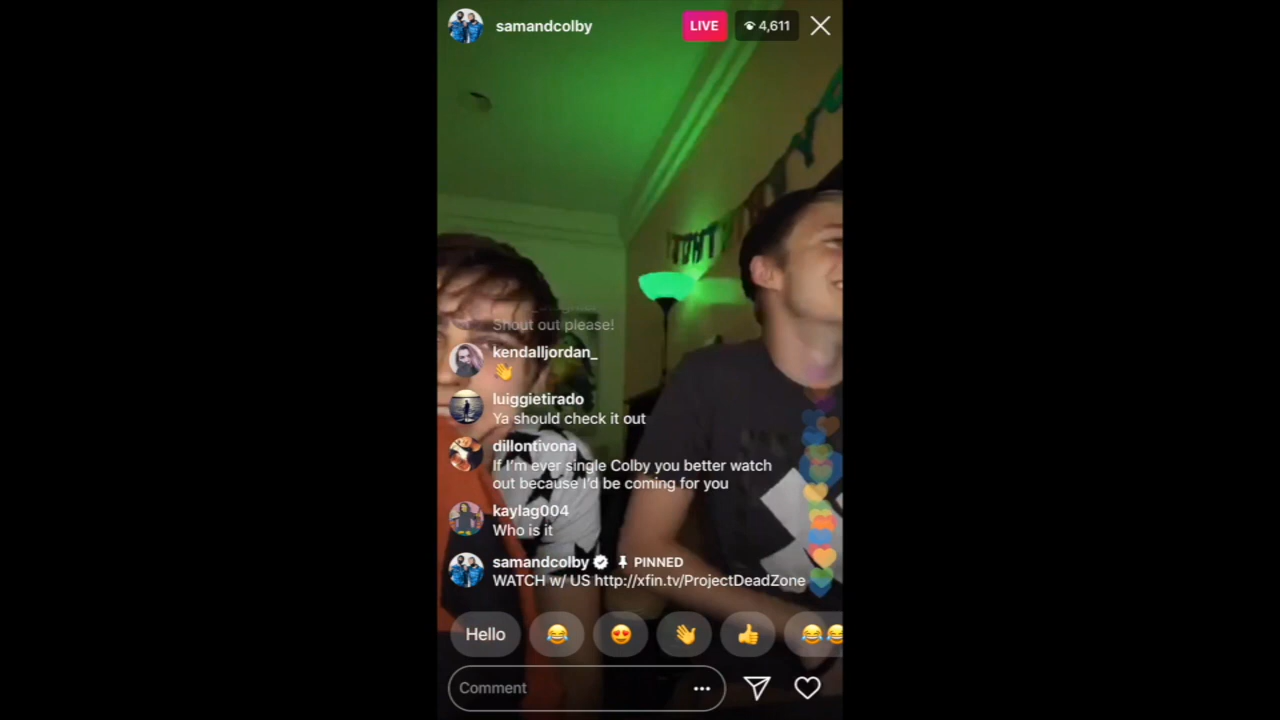 samandcolby
LIVE
4,611
Shout out please!
kendalljordan_
👋
luiggietirado
Ya should check it out
dillontivona
If I'm ever single Colby you better watch
out because I'd be coming for you
kaylag004
Who is it
samandcolby PINNED
WATCH w/ US http://xfin.tv/ProjectDeadZone
Hello 😂 😍 👋 👍 😂😂
Comment